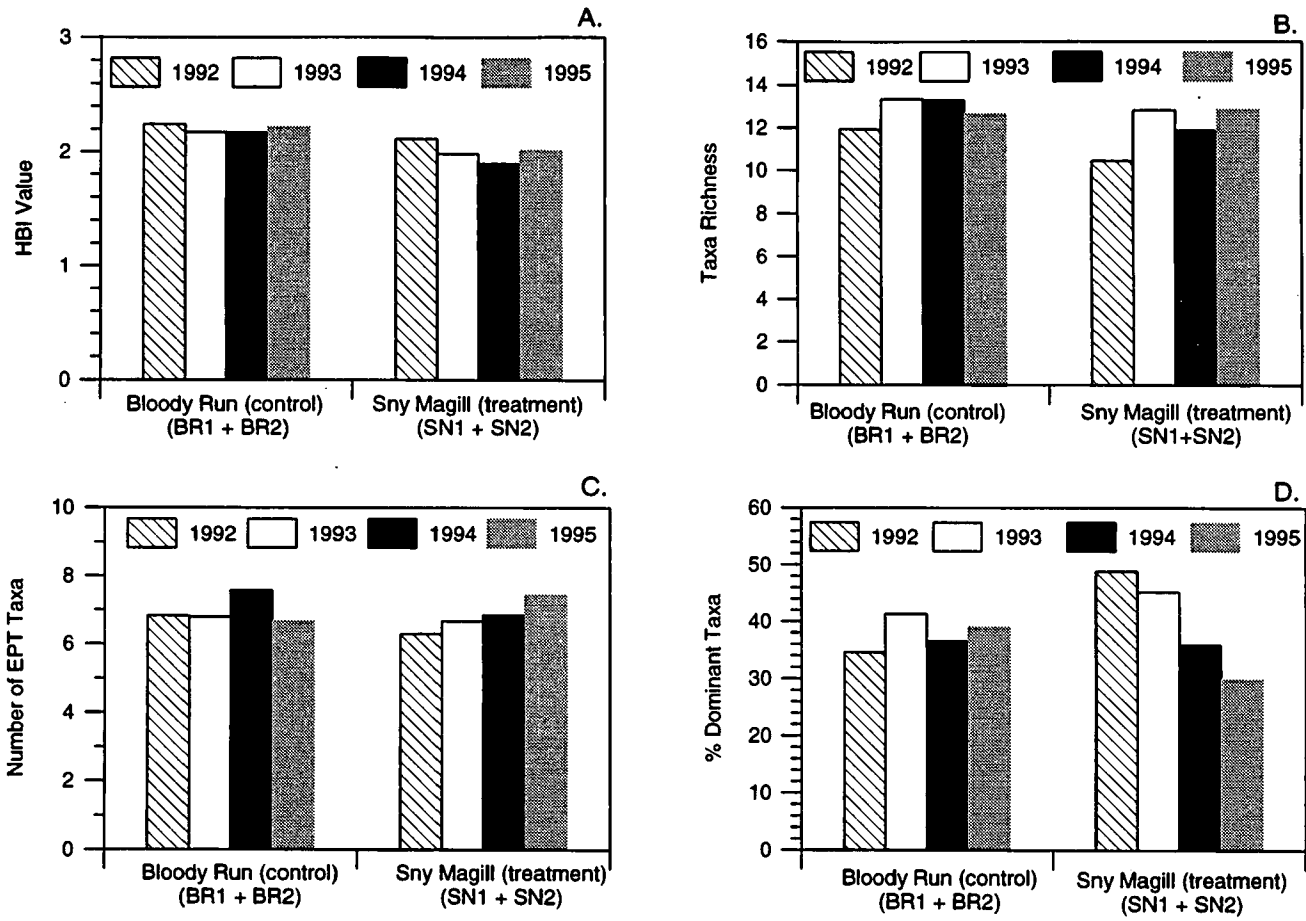 A.
3
2
1
0
HBI Value
1992 1993 1994 1995
Bloody Run (control) Sny Magill (treatment)
(BR1 + BR2) (SN1 + SN2)
B.
16
14
12
10
8
6
4
2
0
Taxa Richness
1992 1993 1994 1995
Bloody Run (control) Sny Magill (treatment)
(BR1 + BR2) (SN1+SN2)
C.
10
8
6
4
2
0
Number of EPT Taxa
1992 1993 1994 1995
Bloody Run (control) Sny Magill (treatment)
(BR1 + BR2) (SN1 + SN2)
D.
60
50
40
30
20
10
0
% Dominant Taxa
1992 1993 1994 1995
Bloody Run (control) Sny Magill (treatment)
(BR1 + BR2) (SN1 + SN2)